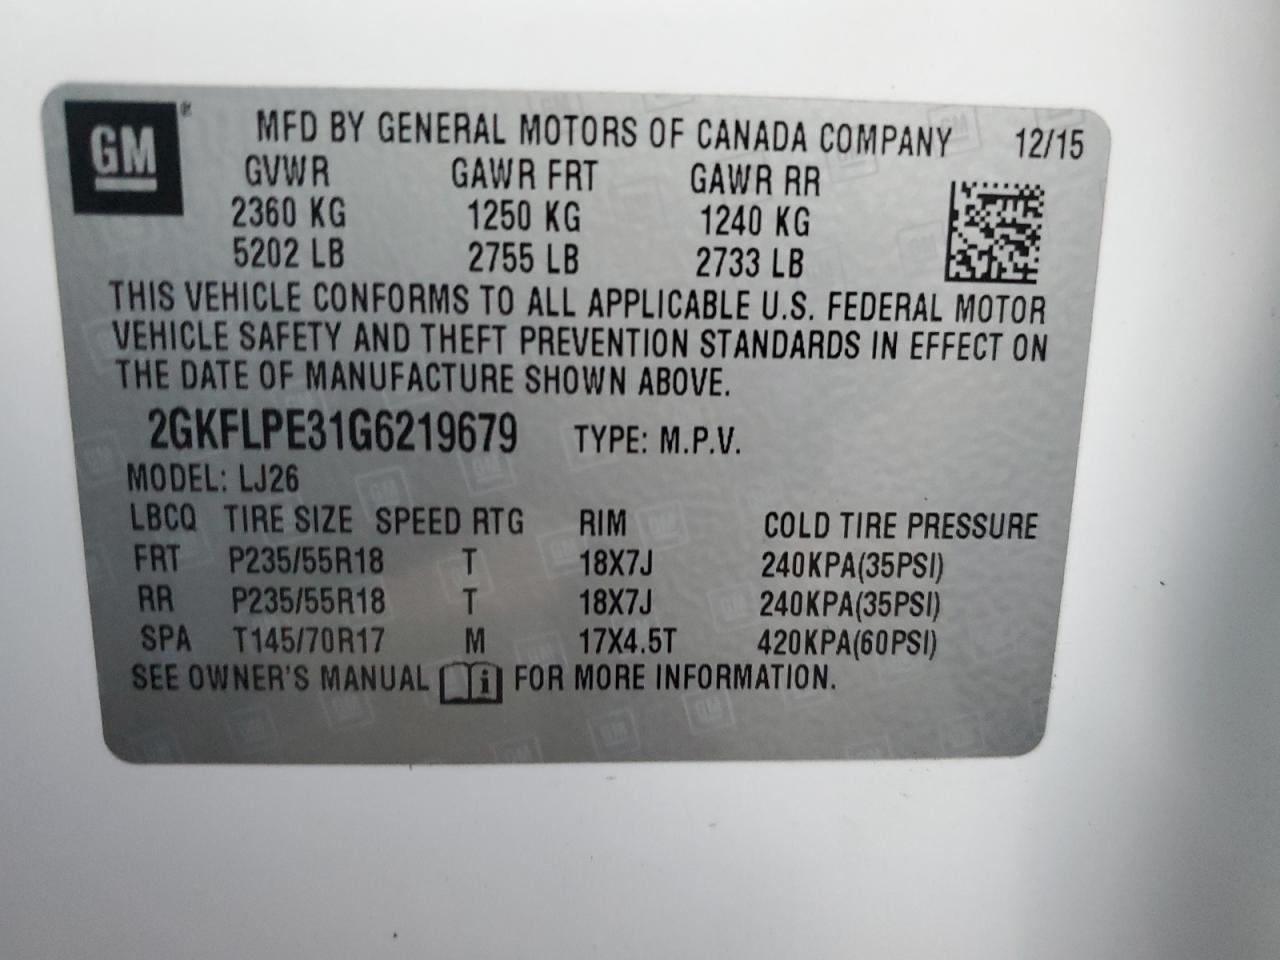 GM ®
MFD BY GENERAL MOTORS OF CANADA COMPANY 12/15
GVWR GAWR FRT GAWR RR
2360 KG 1250 KG 1240 KG
5202 LB 2755 LB 2733 LB
THIS VEHICLE CONFORMS TO ALL APPLICABLE U.S. FEDERAL MOTOR
VEHICLE SAFETY AND THEFT PREVENTION STANDARDS IN EFFECT ON
THE DATE OF MANUFACTURE SHOWN ABOVE.
2GKFLPE31G6219679 TYPE: M.P.V.
MODEL: LJ26
LBCQ TIRE SIZE SPEED RTG RIM COLD TIRE PRESSURE
FRT P235/55R18 T 18X7J 240KPA(35PSI)
RR P235/55R18 T 18X7J 240KPA(35PSI)
SPA T145/70R17 M 17X4.5T 420KPA(60PSI)
SEE OWNER'S MANUAL i FOR MORE INFORMATION.